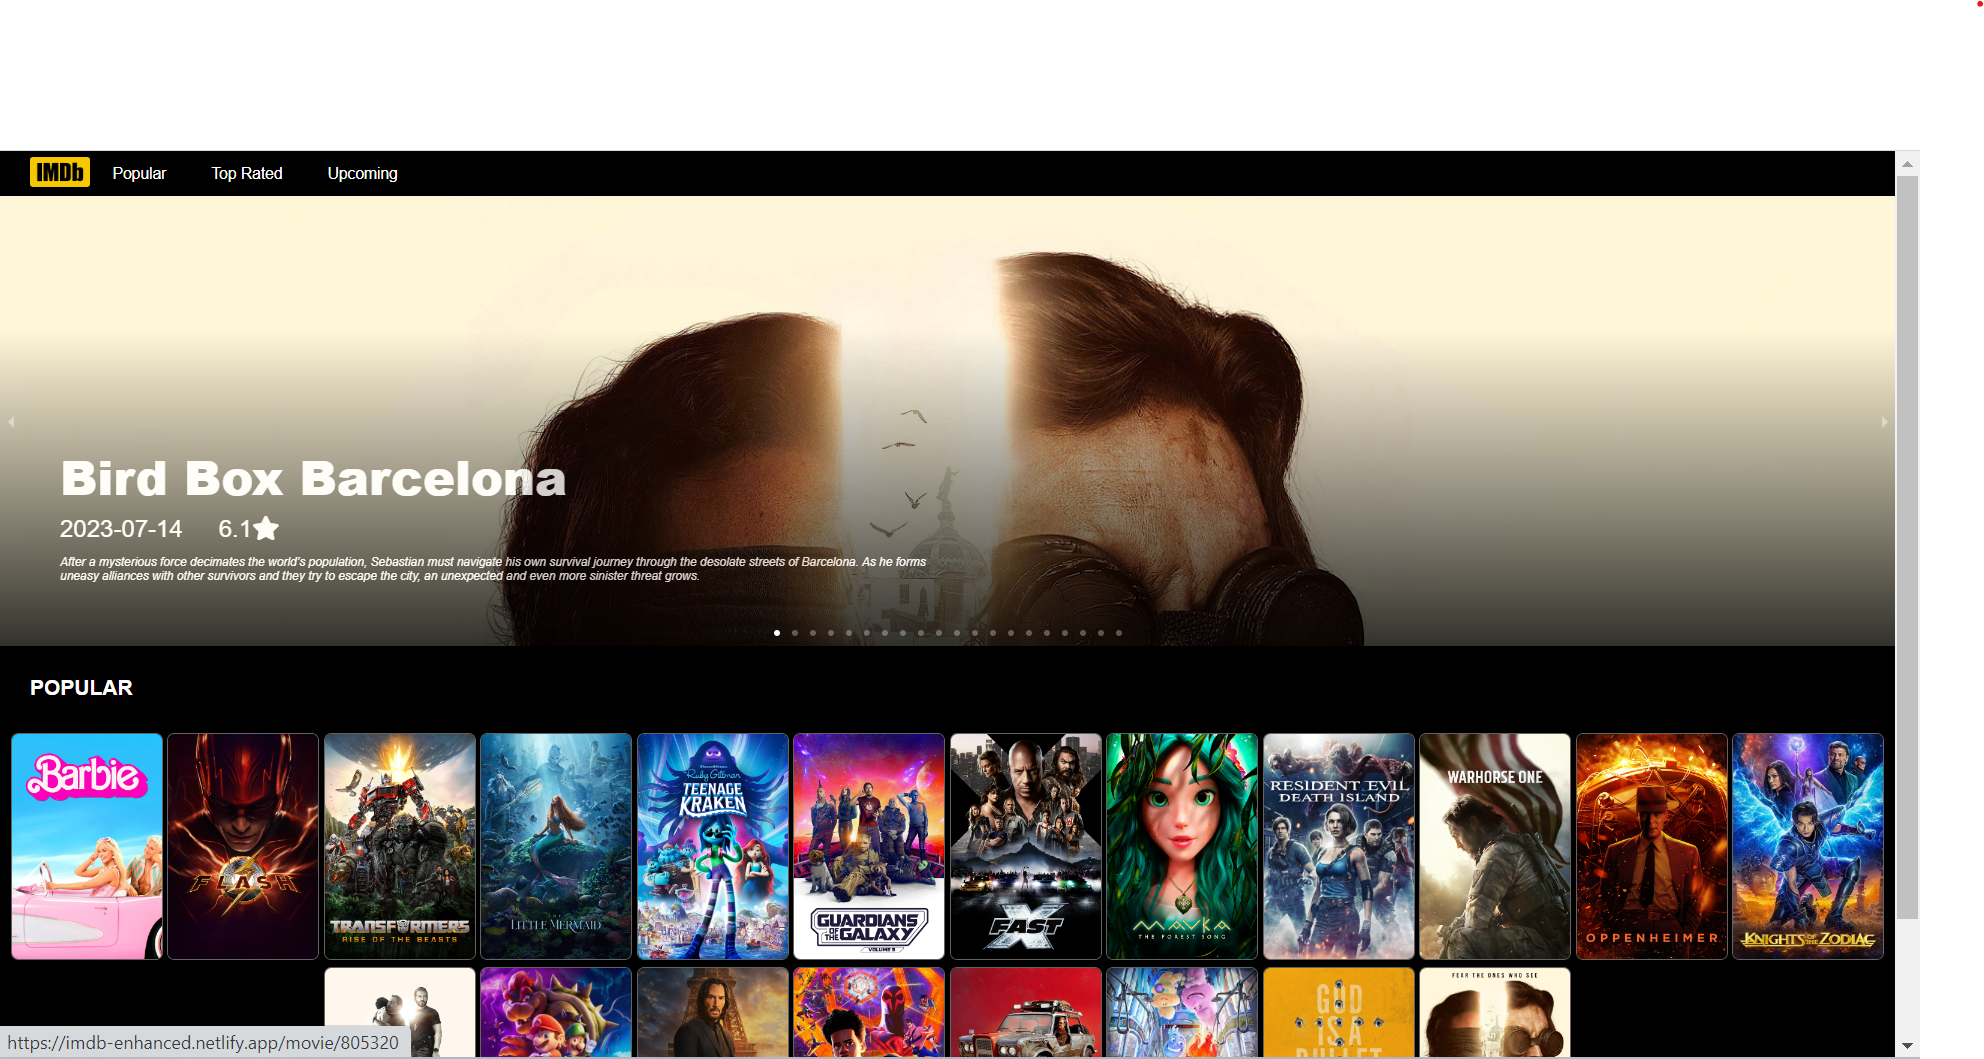 IMDb Popular Top Rated Upcoming
Bird Box Barcelona
2023-07-14 6.1
After a mysterious force decimates the world's population, Sebastian must navigate his own survival journey through the desolate streets of Barcelona. As he forms
uneasy alliances with other survivors and they try to escape the city, an unexpected and even more sinister threat grows.
POPULAR
Barbie
FLASH
TRANSFORMERS
RISE OF THE BEASTS
THE
LITTLE MERMAID
Ruby Gillman
TEENAGE
KRAKEN
GUARDIANS
OF THE GALAXY
VOLUME 3
FAST X
MAVKA
THE FOREST SONG
RESIDENT EVIL
DEATH ISLAND
WARHORSE ONE
OPPENHEIMER
KNIGHTS OF THE ZODIAC
FEAR THE ONES WHO SEE
GOD
IS A
BULLET
https://imdb-enhanced.netlify.app/movie/805320